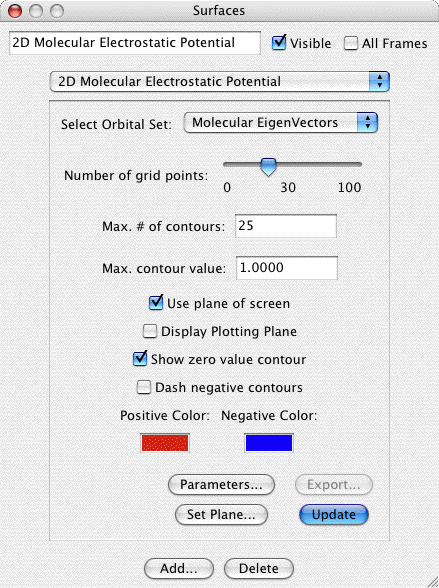 Surfaces
2D Molecular Electrostatic Potential Visible All Frames
2D Molecular Electrostatic Potential
Select Orbital Set: Molecular EigenVectors
Number of grid points:
0 30 100
Max. # of contours: 25
Max. contour value: 1.0000
Use plane of screen
Display Plotting Plane
Show zero value contour
Dash negative contours
Positive Color: Negative Color:
Parameters... Export...
Set Plane... Update
Add... Delete